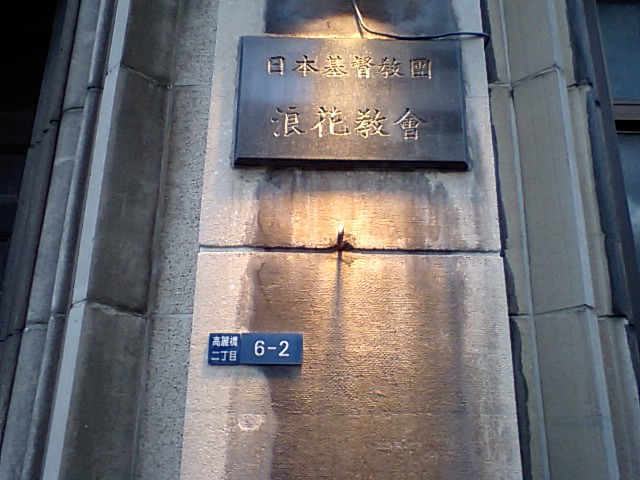 日本基督教團
浪花教會
高麗橋
二丁目
6-2